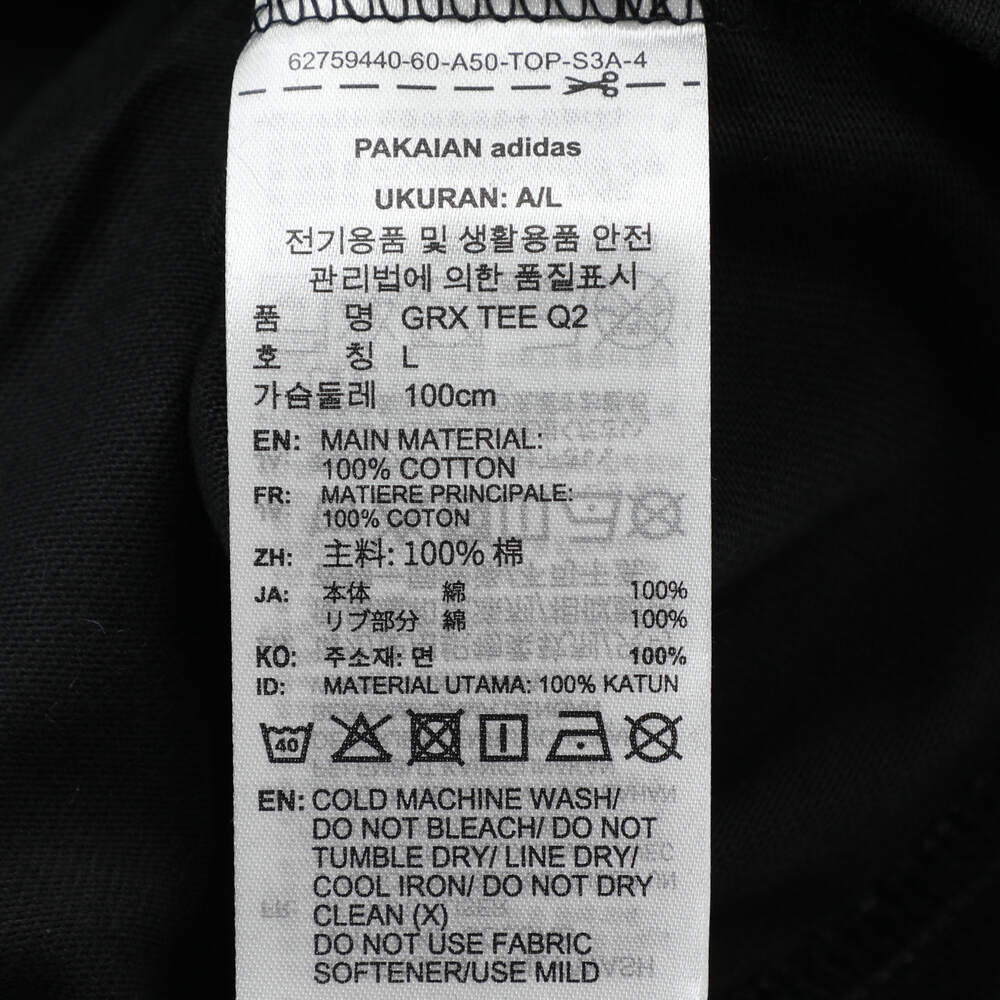 62759440-60-A50-TOP-S3A-4
PAKAIAN adidas
UKURAN: A/L
전기용품 및 생활용품 안전
관리법에 의한 품질표시
품 명 GRX TEE Q2
호 칭 L
가슴둘레 100cm
EN: MAIN MATERIAL:
100% COTTON
FR: MATIERE PRINCIPALE:
100% COTON
ZH: 主料: 100% 棉
JA: 本体 綿 100%
リブ部分 綿 100%
KO: 주소재: 면 100%
ID: MATERIAL UTAMA: 100% KATUN
40
EN: COLD MACHINE WASH/
DO NOT BLEACH/ DO NOT
TUMBLE DRY/ LINE DRY/
COOL IRON/ DO NOT DRY
CLEAN (X)
DO NOT USE FABRIC
SOFTENER/USE MILD